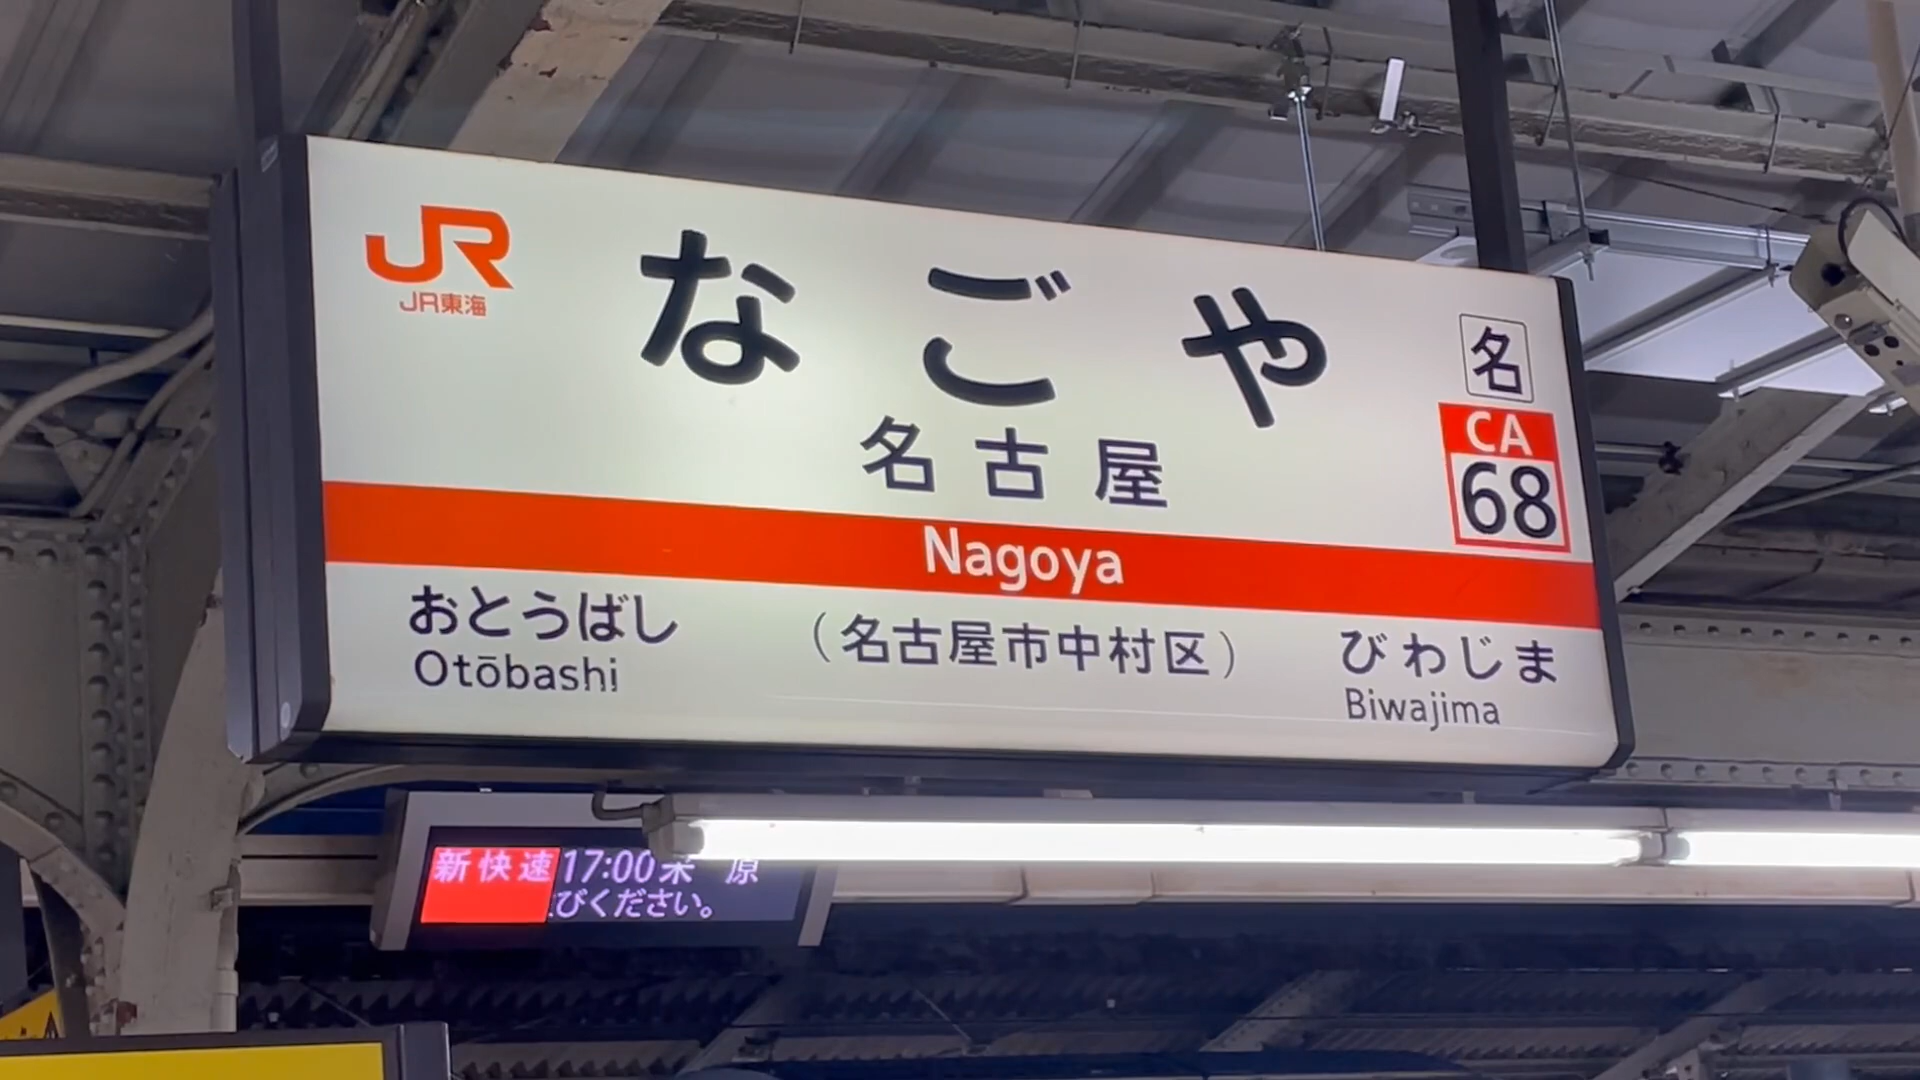 JR
JR東海
なごや
名
名古屋
CA
68
Nagoya
おとうばし
Otōbashi
（名古屋市中村区）
びわじま
Biwajima
新快速 17:00 米原
びください。